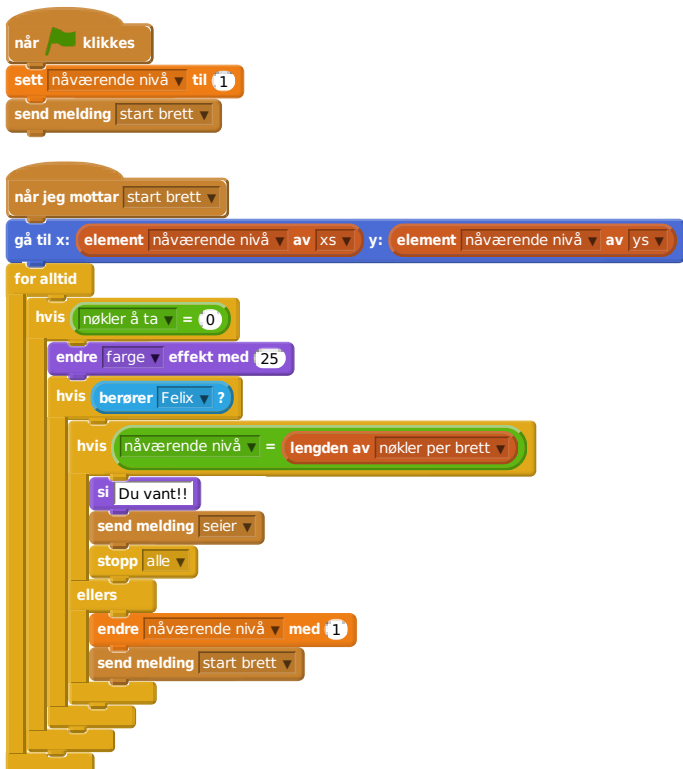 når klikkes
sett nåværende nivå ▼ til 1
send melding start brett ▼
når jeg mottar start brett ▼
gå til x: element nåværende nivå ▼ av xs ▼ y: element nåværende nivå ▼ av ys ▼
for alltid
hvis nøkler å ta ▼ = 0
endre farge ▼ effekt med 25
hvis berører Felix ▼ ?
hvis nåværende nivå ▼ = lengden av nøkler per brett ▼
si Du vant!!
send melding seier ▼
stopp alle ▼
ellers
endre nåværende nivå ▼ med 1
send melding start brett ▼